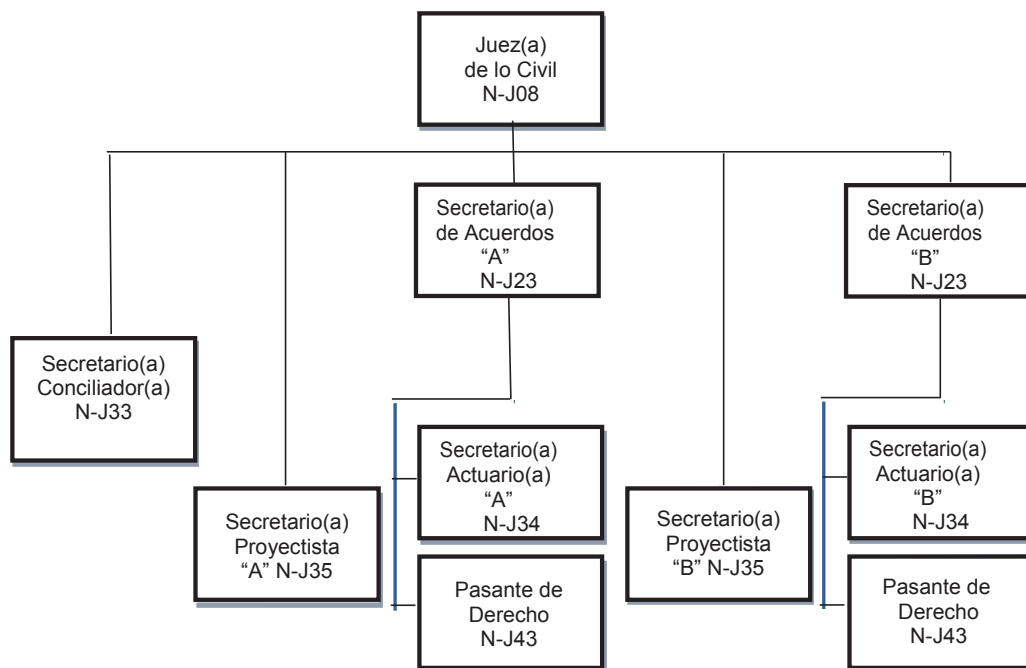 Juez(a)
de lo Civil
N-J08
Secretario(a)
de Acuerdos
“A”
N-J23
Secretario(a)
de Acuerdos
“B”
N-J23
Secretario(a)
Conciliador(a)
N-J33
Secretario(a)
Actuario(a)
“A”
N-J34
Secretario(a)
Actuario(a)
“B”
N-J34
Secretario(a)
Proyectista
“A” N-J35
Secretario(a)
Proyectista
“B” N-J35
Pasante de
Derecho
N-J43
Pasante de
Derecho
N-J43